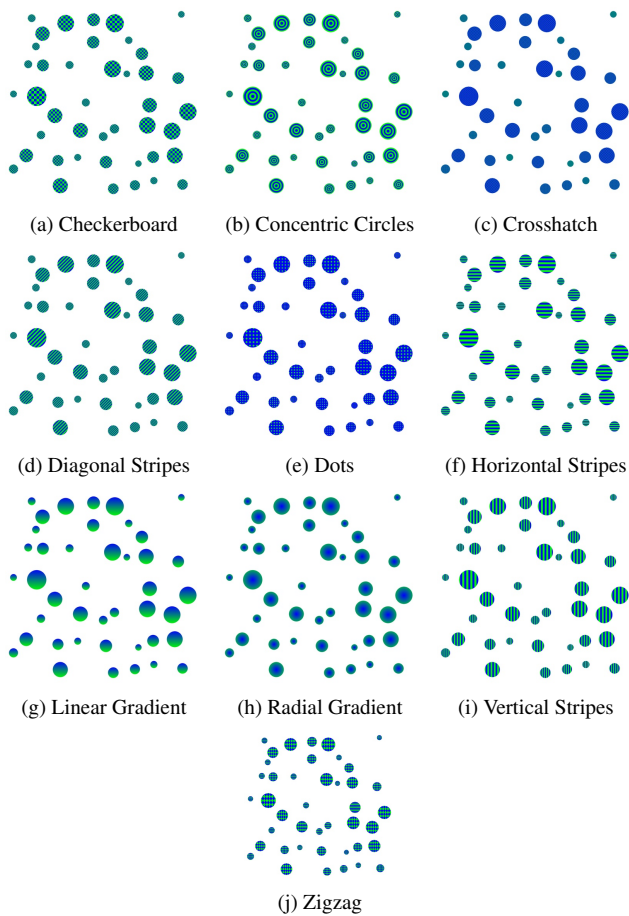 (a) Checkerboard
(b) Concentric Circles
(c) Crosshatch
(d) Diagonal Stripes
(e) Dots
(f) Horizontal Stripes
(g) Linear Gradient
(h) Radial Gradient
(i) Vertical Stripes
(j) Zigzag